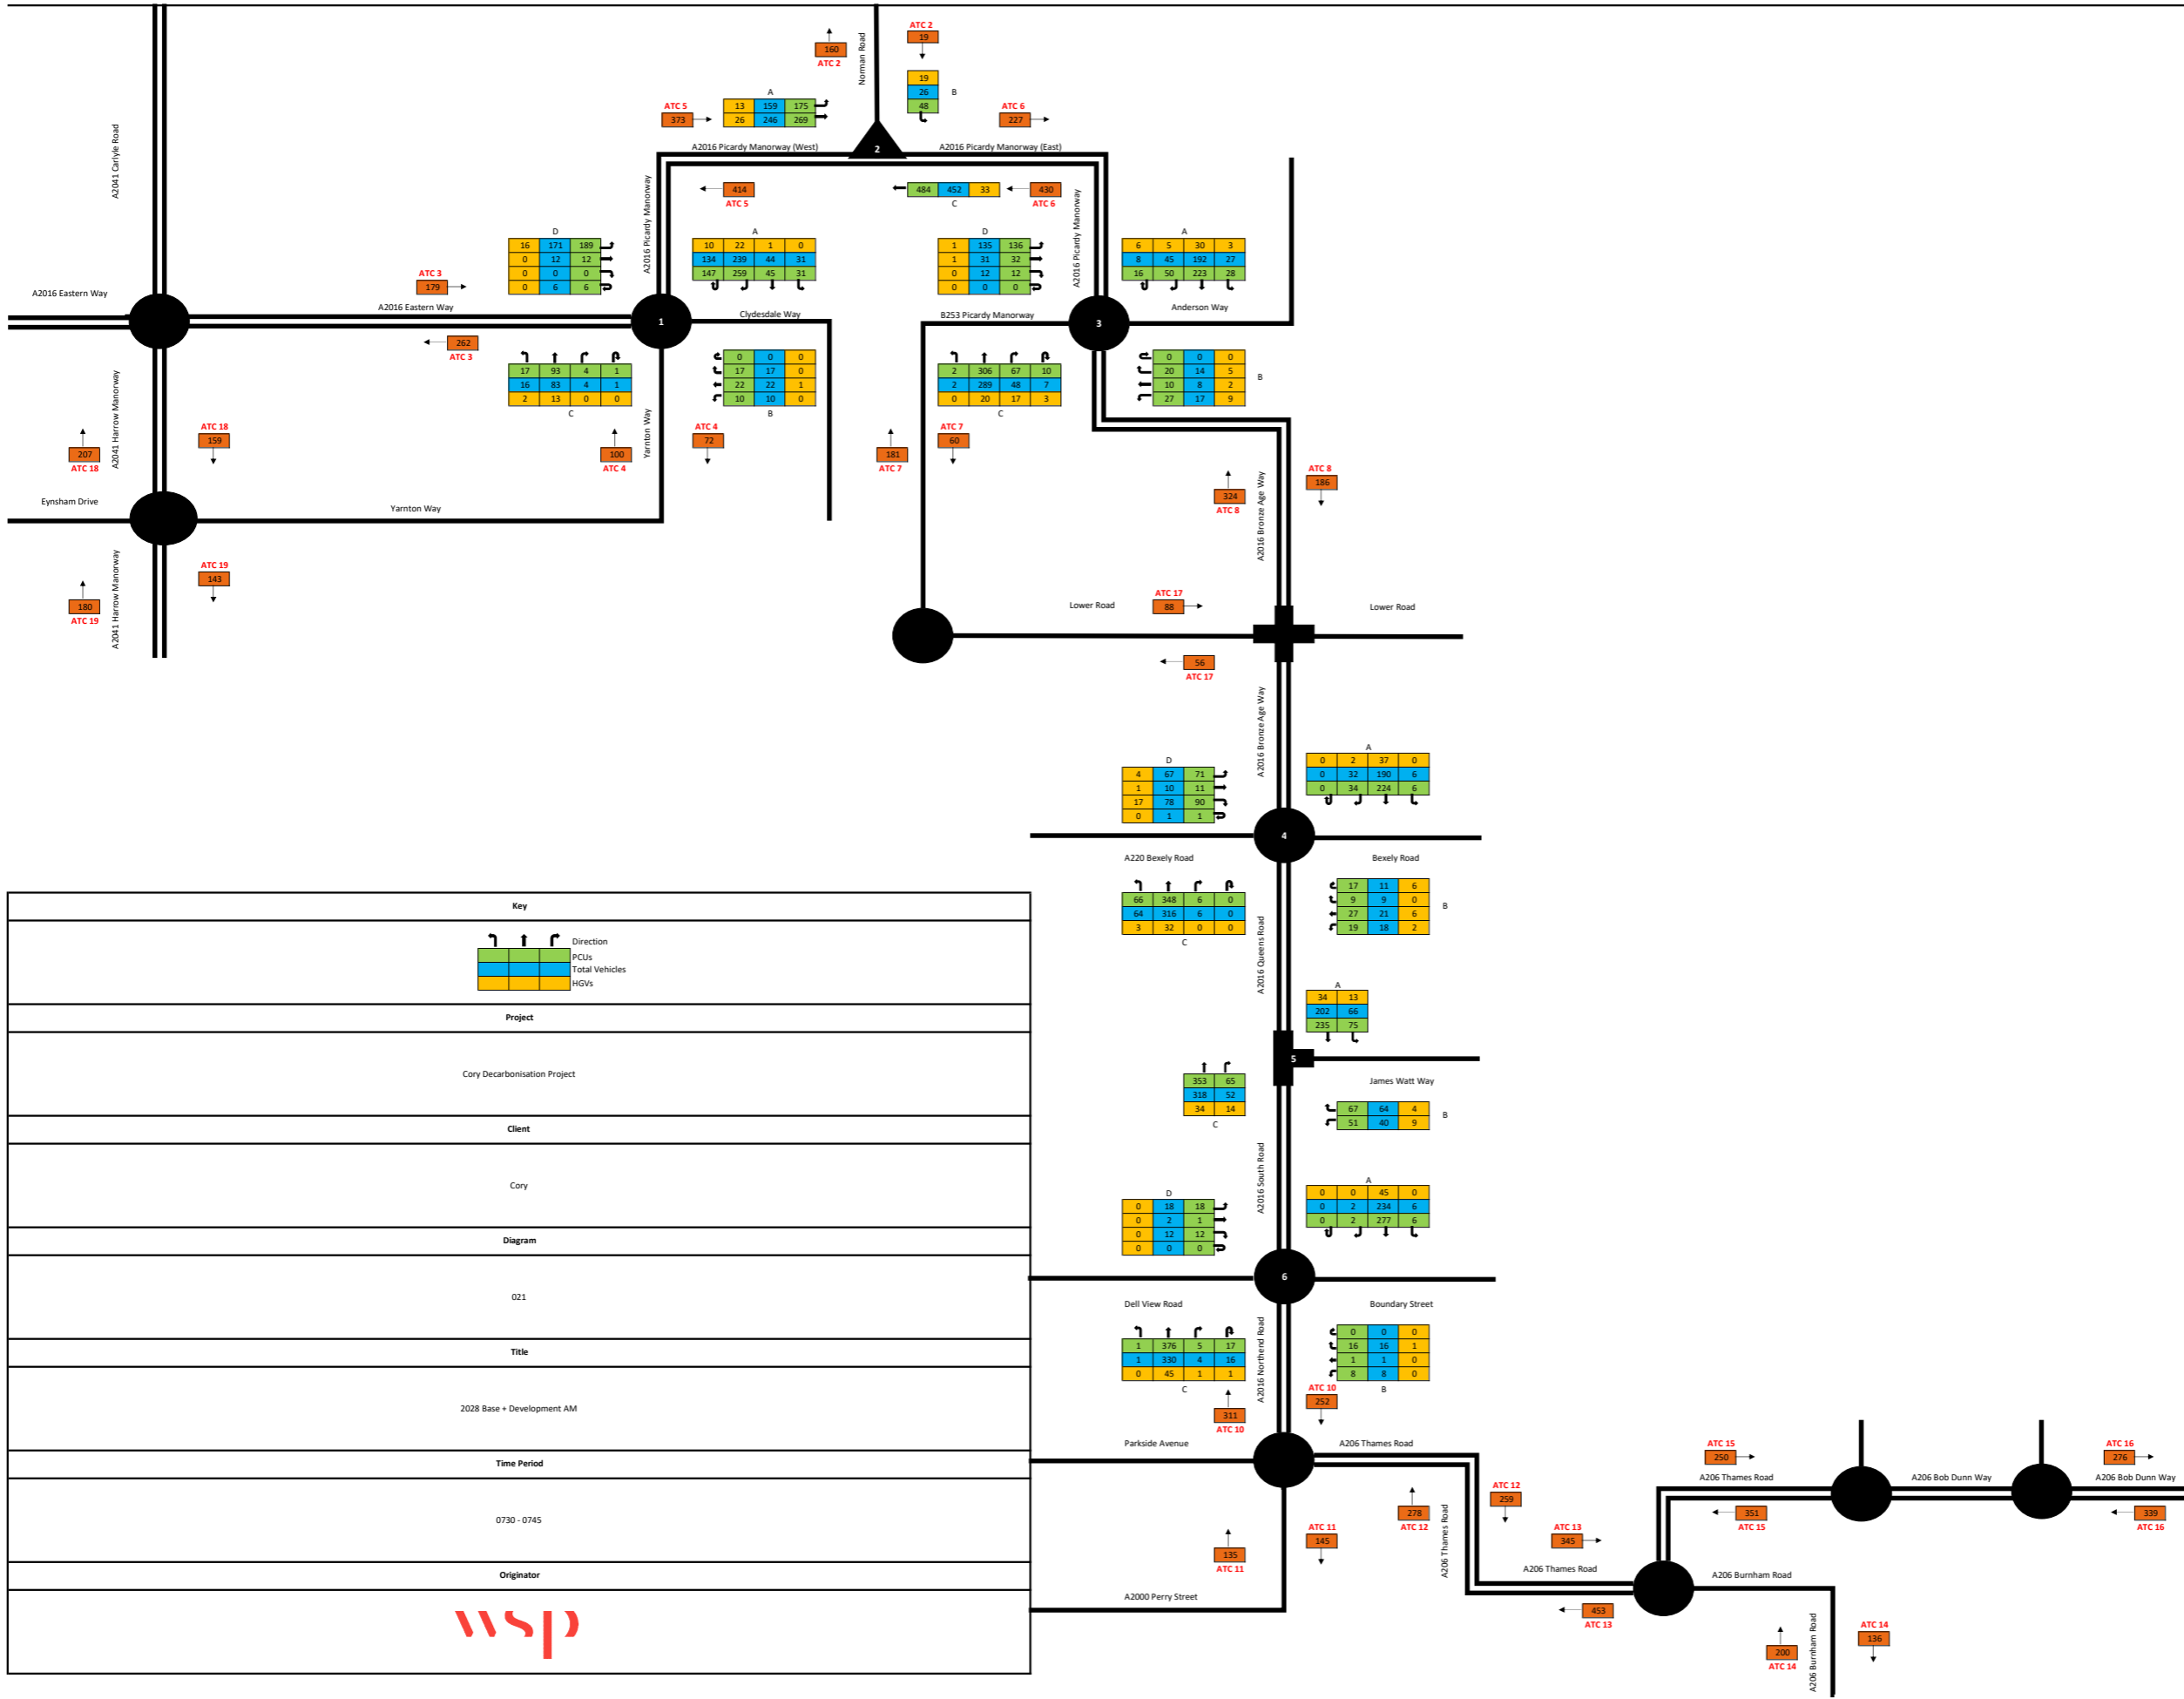 ATC 2
19
160
ATC 2
Norman Road
19
26 B
48
A
13 159 175
26 246 269
ATC 5
373
ATC 6
227
A2016 Picardy Manorway (West)
2
A2016 Picardy Manorway (East)
A2041 Carlyle Road
A2016 Picardy Manorway
414
ATC 5
484 452 33
C
430
ATC 6
A2016 Picardy Manorway
D
16 171 189
0 12 12
0 0 0
0 6 6
A
10 22 1 0
134 239 44 31
147 259 45 31
D
1 135 136
1 31 32
0 12 12
0 0 0
A
6 5 30 3
8 45 192 27
16 50 223 28
ATC 3
179
A2016 Eastern Way
A2016 Eastern Way
1
Clydesdale Way
B253 Picardy Manorway
3
Anderson Way
262
ATC 3
17 93 4 1
16 83 4 1
2 13 0 0
C
0 0 0
17 17 0
22 22 1
10 10 0
B
2 306 67 10
2 289 48 7
0 20 17 3
C
0 0 0
20 14 5
10 8 2
27 17 9
B
A2041 Harrow Manorway
207
ATC 18
ATC 18
159
100
ATC 4
Yarnton Way
ATC 4
72
181
ATC 7
ATC 7
60
324
ATC 8
A2016 Bronze Age Way
ATC 8
186
Eynsham Drive
Yarnton Way
180
ATC 19
A2041 Harrow Manorway
ATC 19
143
Lower Road
ATC 17
88
Lower Road
56
ATC 17
A2016 Bronze Age Way
D
4 67 71
1 10 11
17 78 90
0 1 1
A
0 2 37 0
0 32 190 6
0 34 224 6
4
A220 Bexely Road
Bexely Road
66 348 6 0
64 316 6 0
3 32 0 0
C
A2016 Queens Road
17 11 6
9 9 0
27 21 6
19 18 2
B
A
34 13
202 66
235 75
5
James Watt Way
353 65
318 52
34 14
C
67 64 4
51 40 9
B
A2016 South Road
D
0 18 18
0 2 1
0 12 12
0 0 0
A
0 0 45 0
0 2 234 6
0 2 277 6
6
Dell View Road
Boundary Street
1 376 5 17
1 330 4 16
0 45 1 1
C
A2016 Northend Road
0 0 0
16 16 1
1 1 0
8 8 0
B
311
ATC 10
ATC 10
252
Parkside Avenue
A206 Thames Road
135
ATC 11
ATC 11
145
A2000 Perry Street
278
ATC 12
A206 Thames Road
ATC 12
259
ATC 13
345
A206 Thames Road
453
ATC 13
ATC 15
250
A206 Thames Road
351
ATC 15
A206 Bob Dunn Way
ATC 16
276
A206 Bob Dunn Way
339
ATC 16
A206 Burnham Road
200
ATC 14
A206 Burnham Road
ATC 14
136
Key
Direction
PCUs
Total Vehicles
HGVs
Project
Cory Decarbonisation Project
Client
Cory
Diagram
021
Title
2028 Base + Development AM
Time Period
0730 - 0745
Originator
wsp